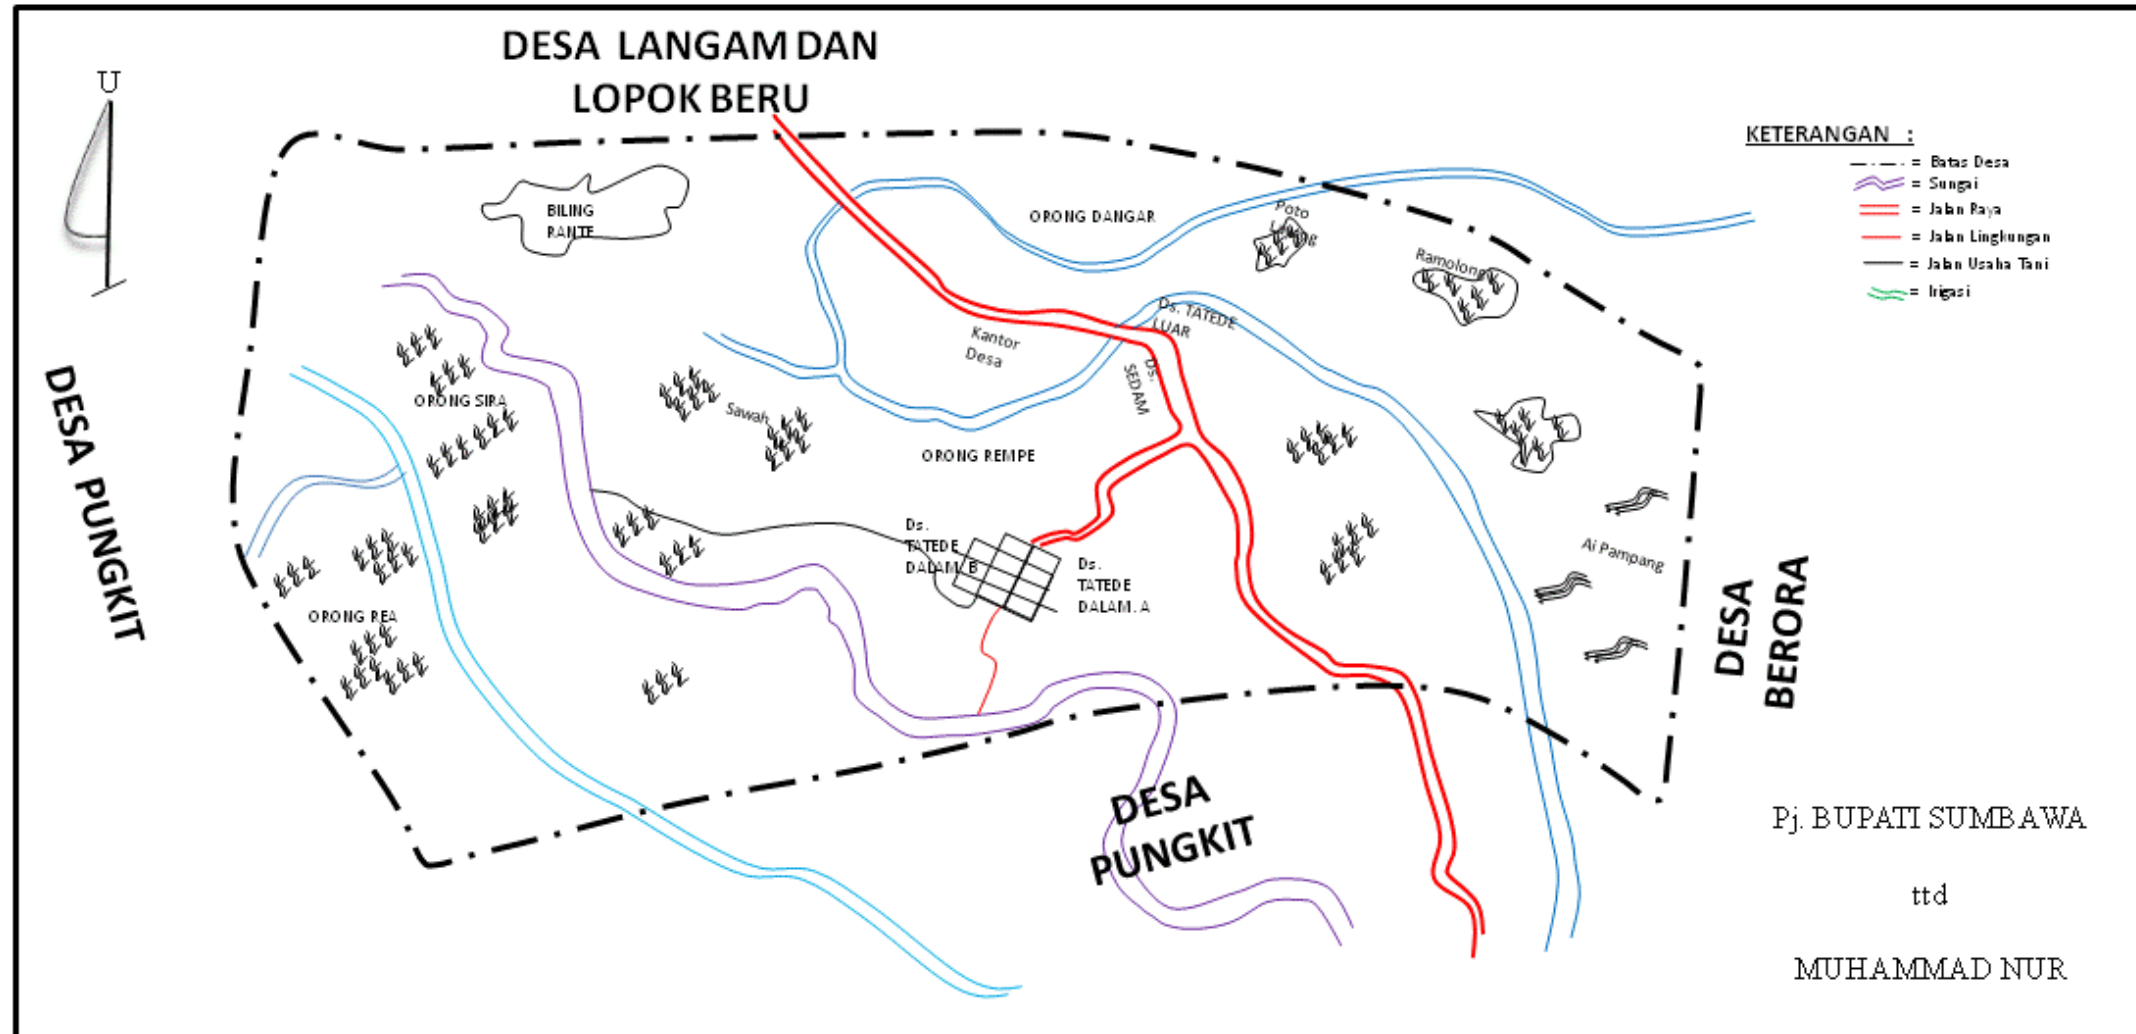 DESA LANGAM DAN
LOPOK BERU
U
KETERANGAN :
= Batas Desa
= Sungai
= Jalan Raya
= Jalan Lingkungan
= Jalan Usaha Tani
= Irigasi
BILING
RANTE
ORONG DANGAR
Poto
Ramolong
Ds. TATEDE
LUAR
Kantor
Desa
Ds.
SEDAM
DESA PUNGKIT
ORONG SIRA
Sawah
ORONG REMPE
Ds.
TATEDE
DALAM. B
Ds.
TATEDE
DALAM. A
Ai Pampang
ORONG REA
DESA
BERORA
DESA
PUNGKIT
Pj. BUPATI SUMBAWA
ttd
MUHAMMAD NUR